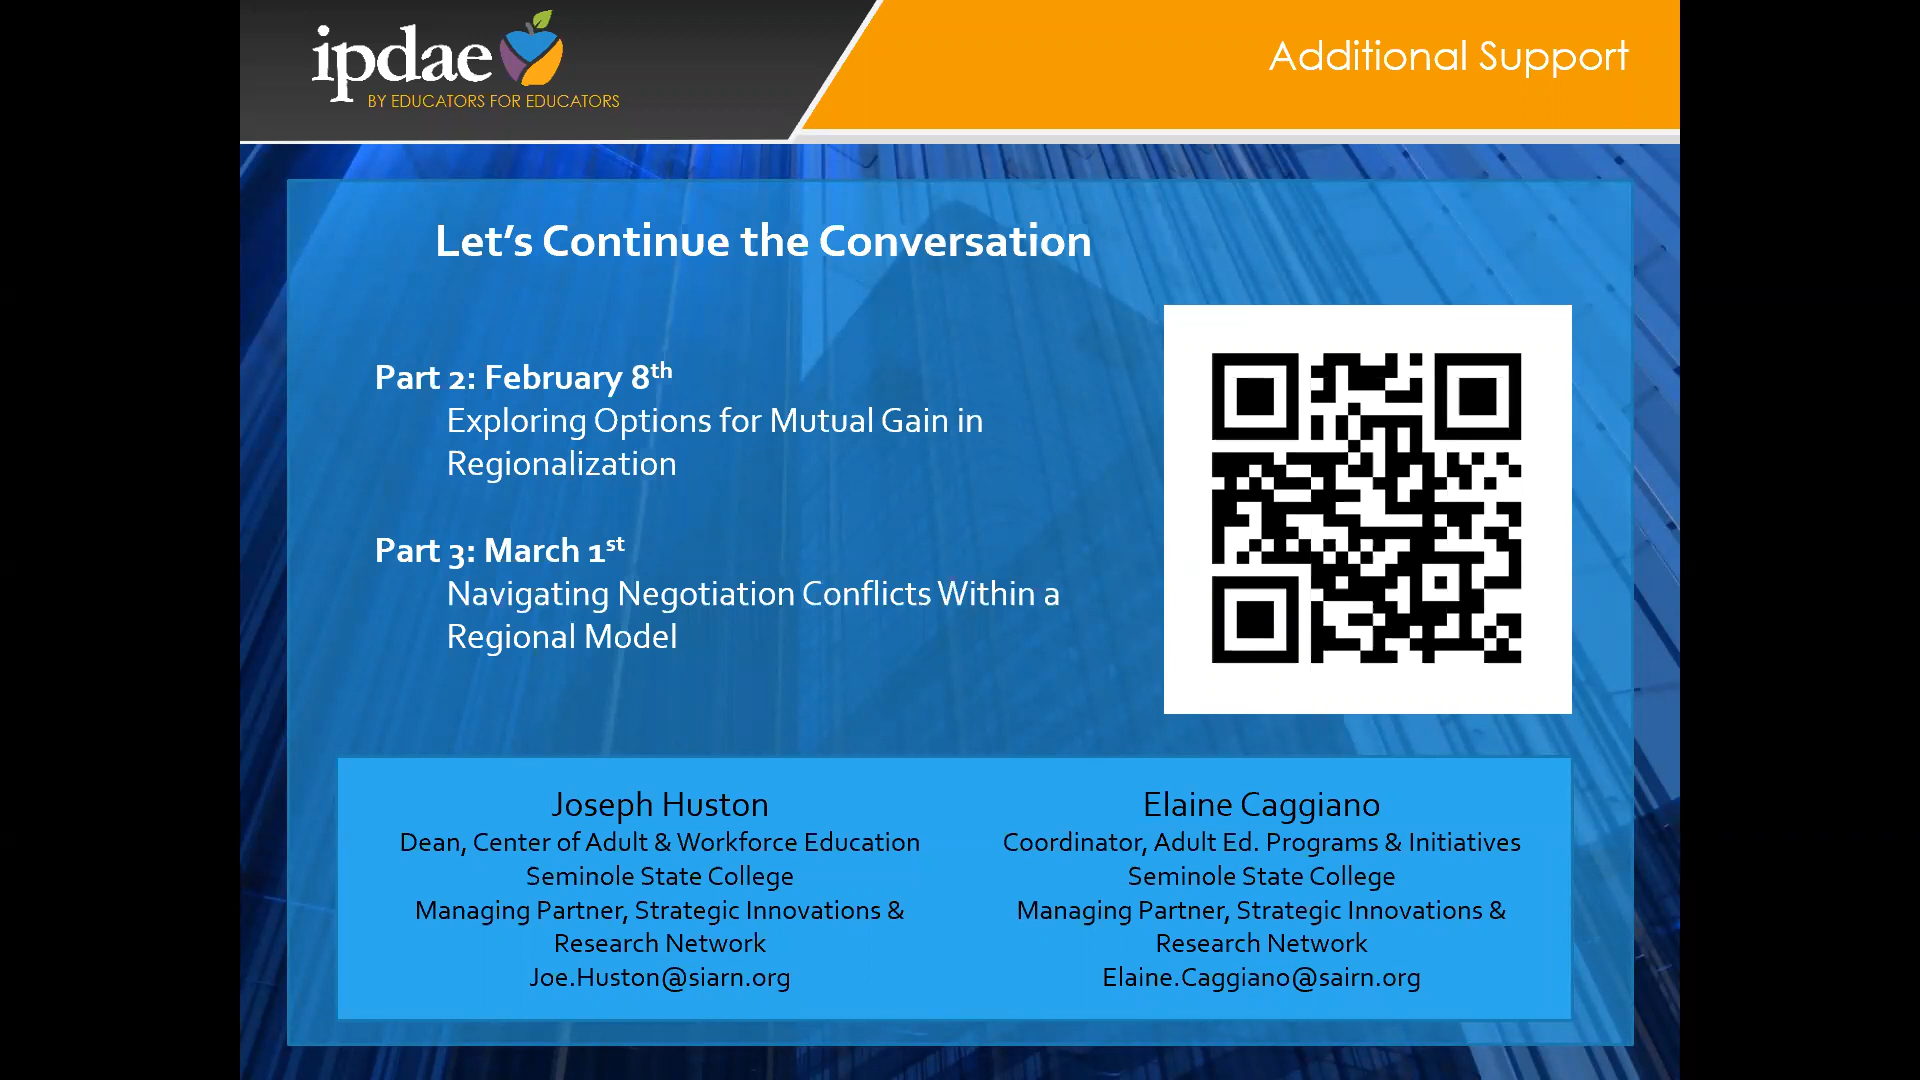 ipdae
BY EDUCATORS FOR EDUCATORS
Additional Support
Let’s Continue the Conversation
Part 2: February 8th
Exploring Options for Mutual Gain in
Regionalization
Part 3: March 1st
Navigating Negotiation Conflicts Within a
Regional Model
Joseph Huston
Dean, Center of Adult & Workforce Education
Seminole State College
Managing Partner, Strategic Innovations &
Research Network
Joe.Huston@siarn.org
Elaine Caggiano
Coordinator, Adult Ed. Programs & Initiatives
Seminole State College
Managing Partner, Strategic Innovations &
Research Network
Elaine.Caggiano@sairn.org